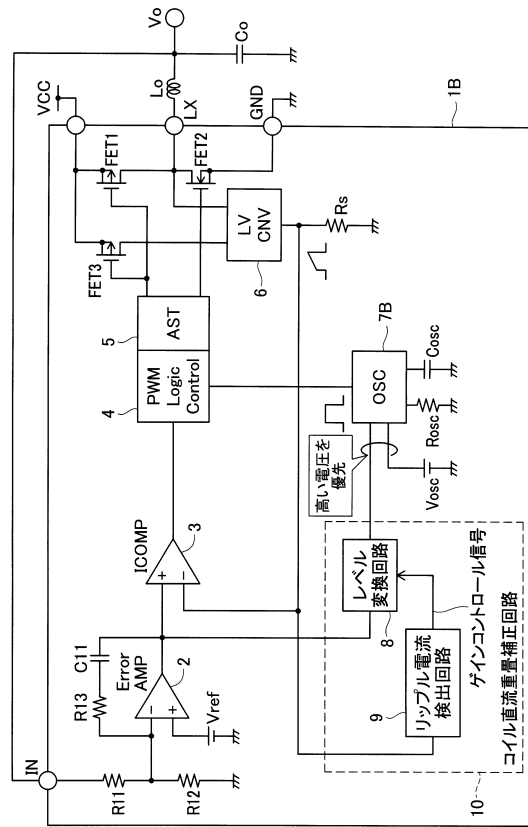 IN
R11
R12
R13
C11
Error
AMP
2
Vref
ICOMP
3
4
5
PWM
Logic
Control
AST
VCC
FET3
FET1
FET2
LV
CNV
6
Rs
Lo
LX
Vo
Co
GND
1B
7B
OSC
Cosc
Rosc
Vosc
高い電圧を
優先
レベル
変換回路
8
リップル電流
検出回路
9
ゲインコントロール信号
コイル直流重畳補正回路
10